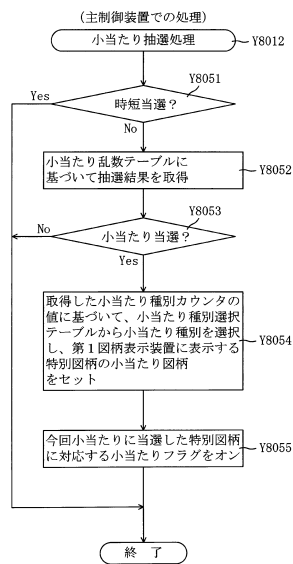 (主制御装置での処理)
小当たり抽選処理
Y8012
Y8051
時短当選?
Yes
No
小当たり乱数テーブルに
基づいて抽選結果を取得
Y8052
Y8053
小当たり当選?
No
Yes
取得した小当たり種別カウンタの
値に基づいて、小当たり種別選択
テーブルから小当たり種別を選択
し、第1図柄表示装置に表示する
特別図柄の小当たり図柄
をセット
Y8054
今回小当たりに当選した特別図柄
に対応する小当たりフラグをオン
Y8055
終 了